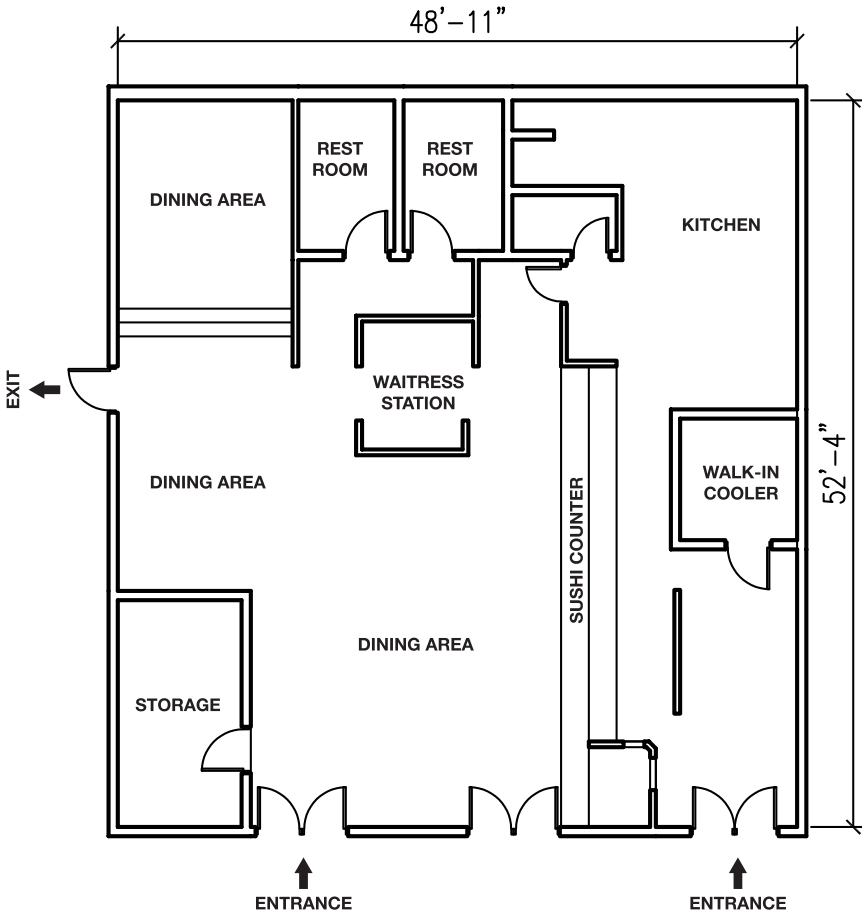 48’–11”
REST
ROOM
REST
ROOM
DINING AREA
KITCHEN
EXIT
WAITRESS
STATION
52’–4”
DINING AREA
WALK-IN
COOLER
SUSHI COUNTER
DINING AREA
STORAGE
ENTRANCE
ENTRANCE